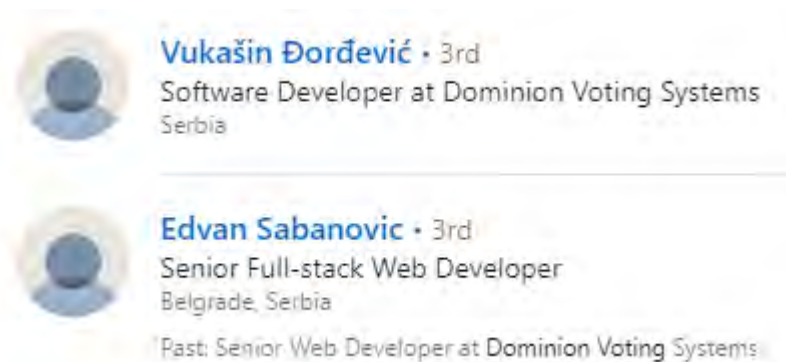 Vukašin Đorđević • 3rd
Software Developer at Dominion Voting Systems
Serbia
Edvan Sabanovic • 3rd
Senior Full-stack Web Developer
Belgrade, Serbia
Past: Senior Web Developer at Dominion Voting Systems